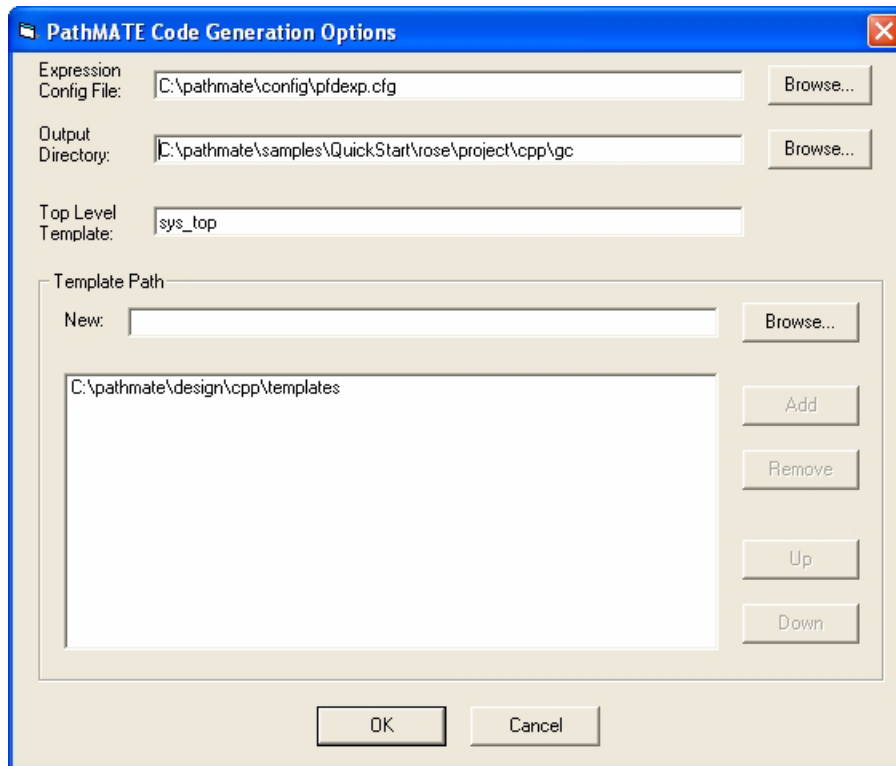 PathMATE Code Generation Options
Expression
Config File:
C:\pathmate\config\pfdexp.cfg
Browse...
Output
Directory:
C:\pathmate\samples\QuickStart\rose\project\cpp\gc
Browse...
Top Level
Template:
sys_top
Template Path
New:
Browse...
C:\pathmate\design\cpp\templates
Add
Remove
Up
Down
OK
Cancel